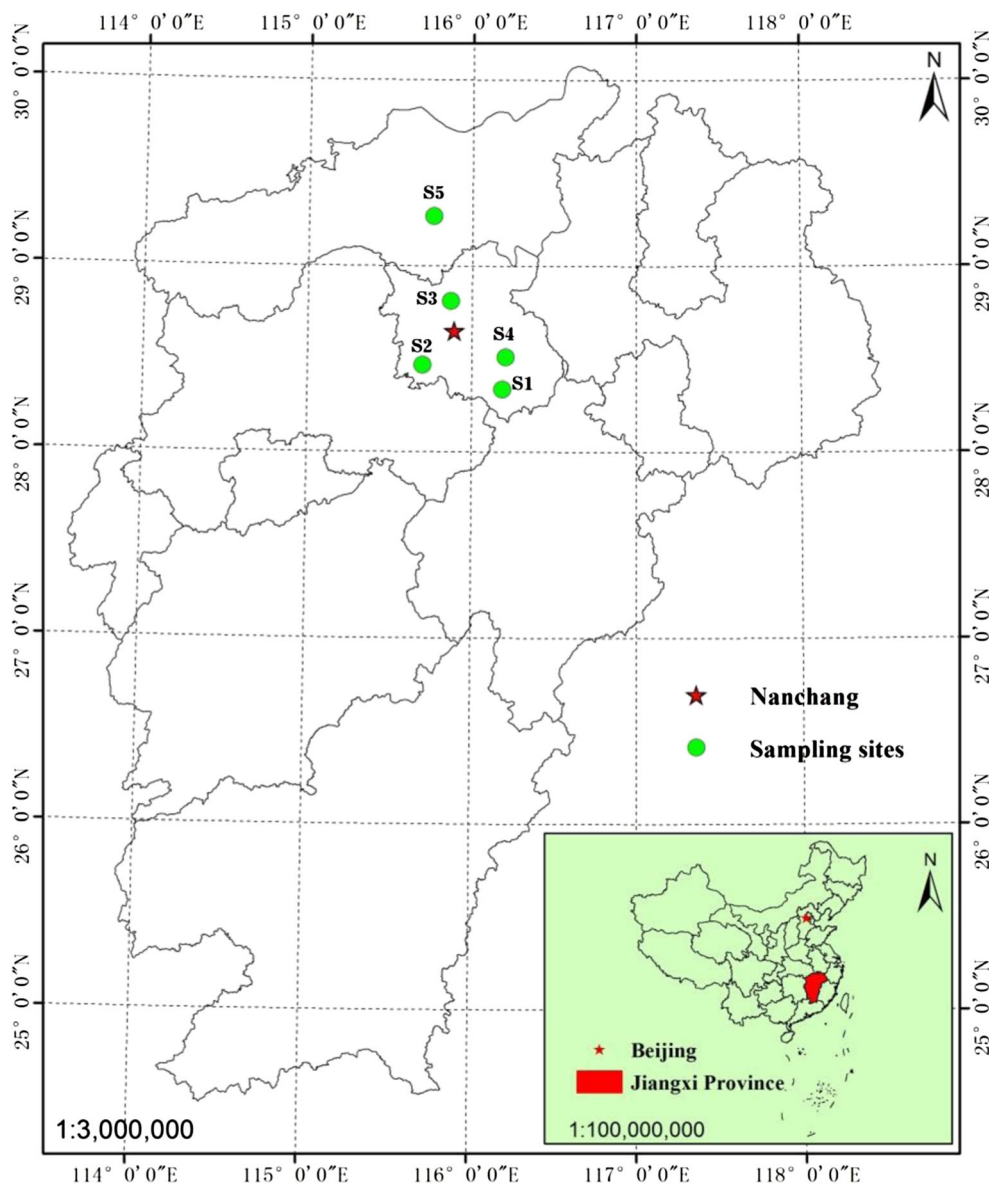 114° 0′ 0″E 115° 0′ 0″E 116° 0′ 0″E 117° 0′ 0″E 118° 0′ 0″E
30° 0′ 0″N
30° 0′ 0″N
N
S5
29° 0′ 0″N
29° 0′ 0″N
S3
S4
S2
S1
28° 0′ 0″N
28° 0′ 0″N
27° 0′ 0″N
27° 0′ 0″N
Nanchang
Sampling sites
26° 0′ 0″N
26° 0′ 0″N
N
25° 0′ 0″N
25° 0′ 0″N
Beijing
Jiangxi Province
1:3,000,000
1:100,000,000
114° 0′ 0″E 115° 0′ 0″E 116° 0′ 0″E 117° 0′ 0″E 118° 0′ 0″E